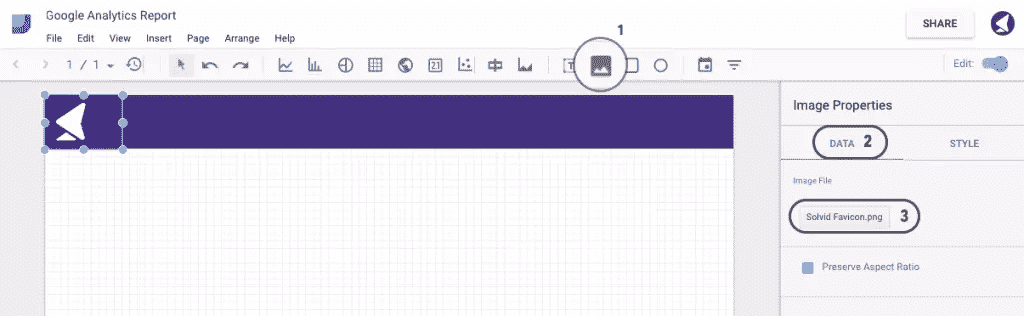 Google Analytics Report
File Edit View Insert Page Arrange Help
SHARE
1
1 / 1
21
T
Edit:
Image Properties
DATA 2
STYLE
Image File
Solvid Favicon.png 3
Preserve Aspect Ratio